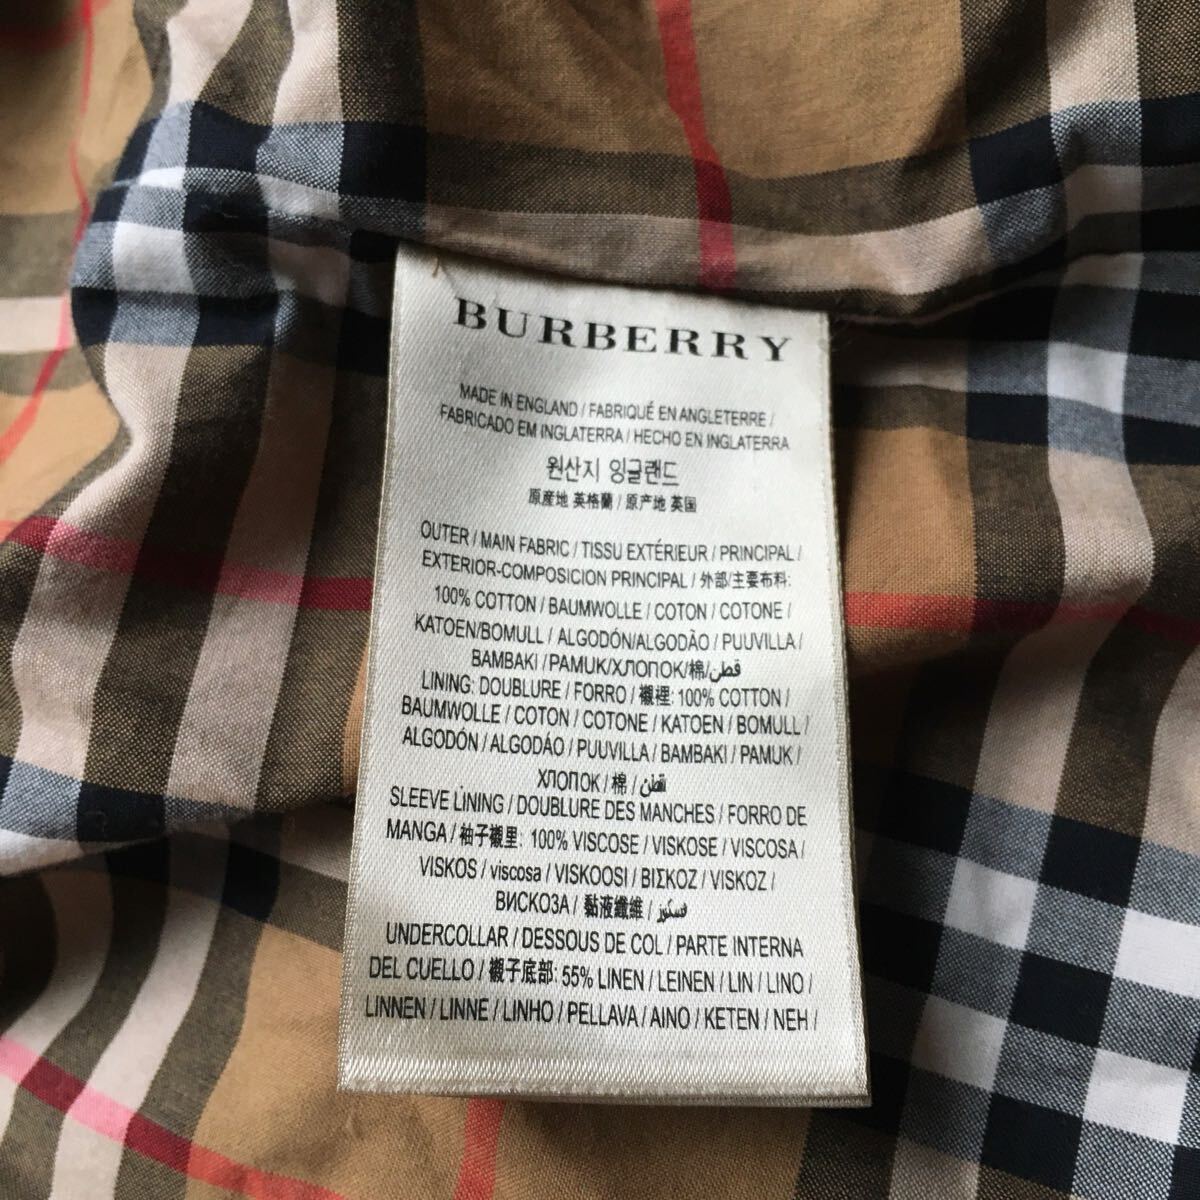 BURBERRY
MADE IN ENGLAND / FABRIQUÉ EN ANGLETERRE /
FABRICADO EM INGLATERRA / HECHO EN INGLATERRA
원산지 잉글랜드
原産地 英格蘭 / 原产地 英国
OUTER / MAIN FABRIC / TISSU EXTÉRIEUR / PRINCIPAL /
EXTERIOR-COMPOSICION PRINCIPAL / 外部/主要布料:
100% COTTON / BAUMWOLLE / COTON / COTONE /
KATOEN/BOMULL / ALGODÓN/ALGODÃO / PUUVILLA /
BAMBAKI / PAMUK/ХЛОПОК/棉/قطن
LINING: DOUBLURE / FORRO / 襯裡: 100% COTTON /
BAUMWOLLE / COTON / COTONE / KATOEN / BOMULL /
ALGODÓN / ALGODÁO / PUUVILLA / BAMBAKI / PAMUK /
ХЛОПОК / 棉 / قطن
SLEEVE LINING / DOUBLURE DES MANCHES / FORRO DE
MANGA / 袖子襯里: 100% VISCOSE / VISKOSE / VISCOSA /
VISKOS / viscosa / VISKOOSI / ΒΙΣΚΟΖ / VISKOZ /
ВИСКОЗА / 黏液纖維 / فسكوز
UNDERCOLLAR / DESSOUS DE COL / PARTE INTERNA
DEL CUELLO / 襯子底部: 55% LINEN / LEINEN / LIN / LINO /
LINNEN / LINNE / LINHO / PELLAVA / AINO / KETEN / NEH /